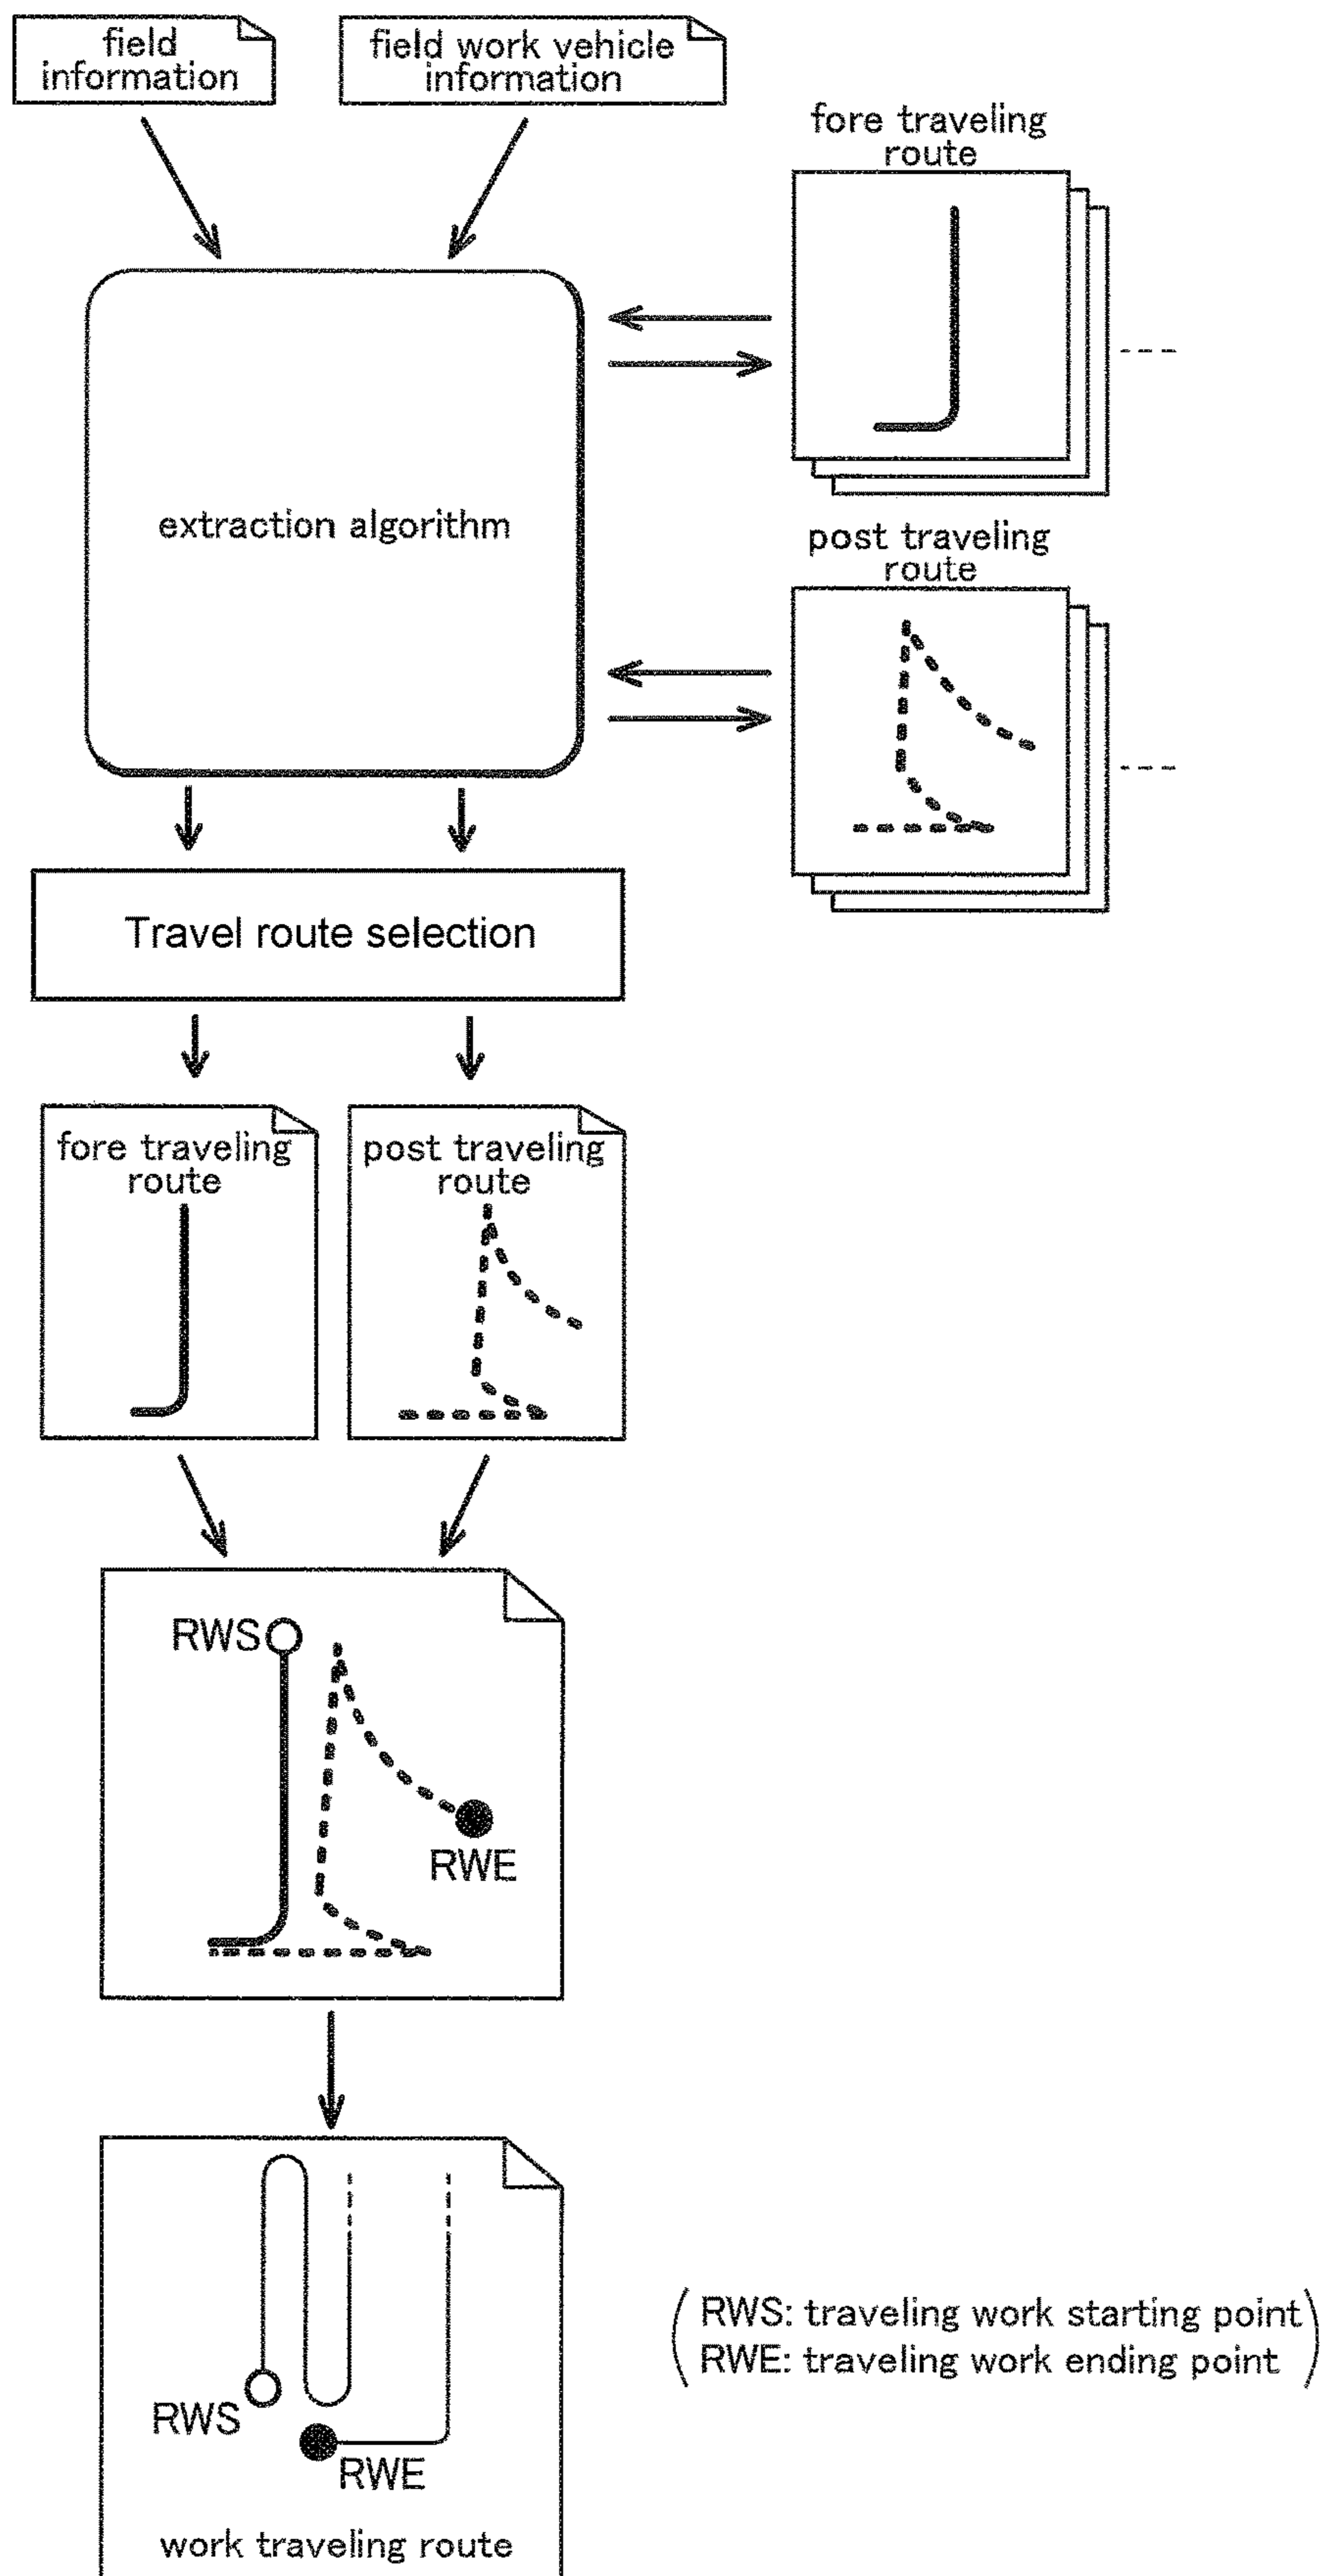 field
information
field work vehicle
information
fore traveling
route
extraction algorithm
post traveling
route
Travel route selection
fore traveling
route
post traveling
route
RWS
RWE
RWS
RWE
work traveling route
(RWS: traveling work starting point
RWE: traveling work ending point)